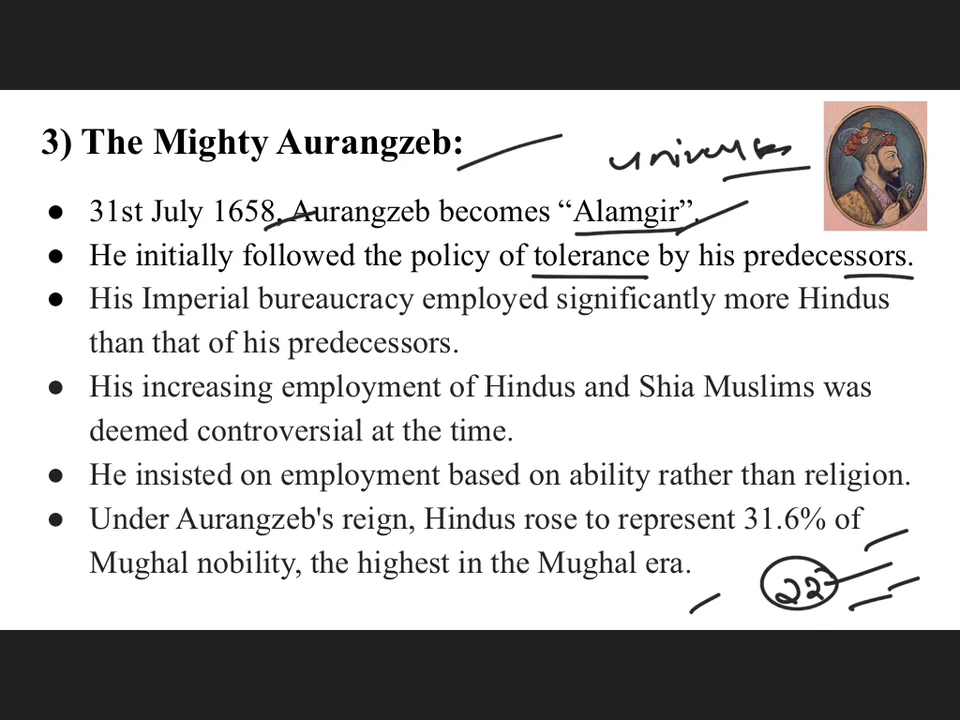 3) The Mighty Aurangzeb:
● 31st July 1658, Aurangzeb becomes “Alamgir”.
● He initially followed the policy of tolerance by his predecessors.
● His Imperial bureaucracy employed significantly more Hindus
than that of his predecessors.
● His increasing employment of Hindus and Shia Muslims was
deemed controversial at the time.
● He insisted on employment based on ability rather than religion.
● Under Aurangzeb's reign, Hindus rose to represent 31.6% of
Mughal nobility, the highest in the Mughal era.
22